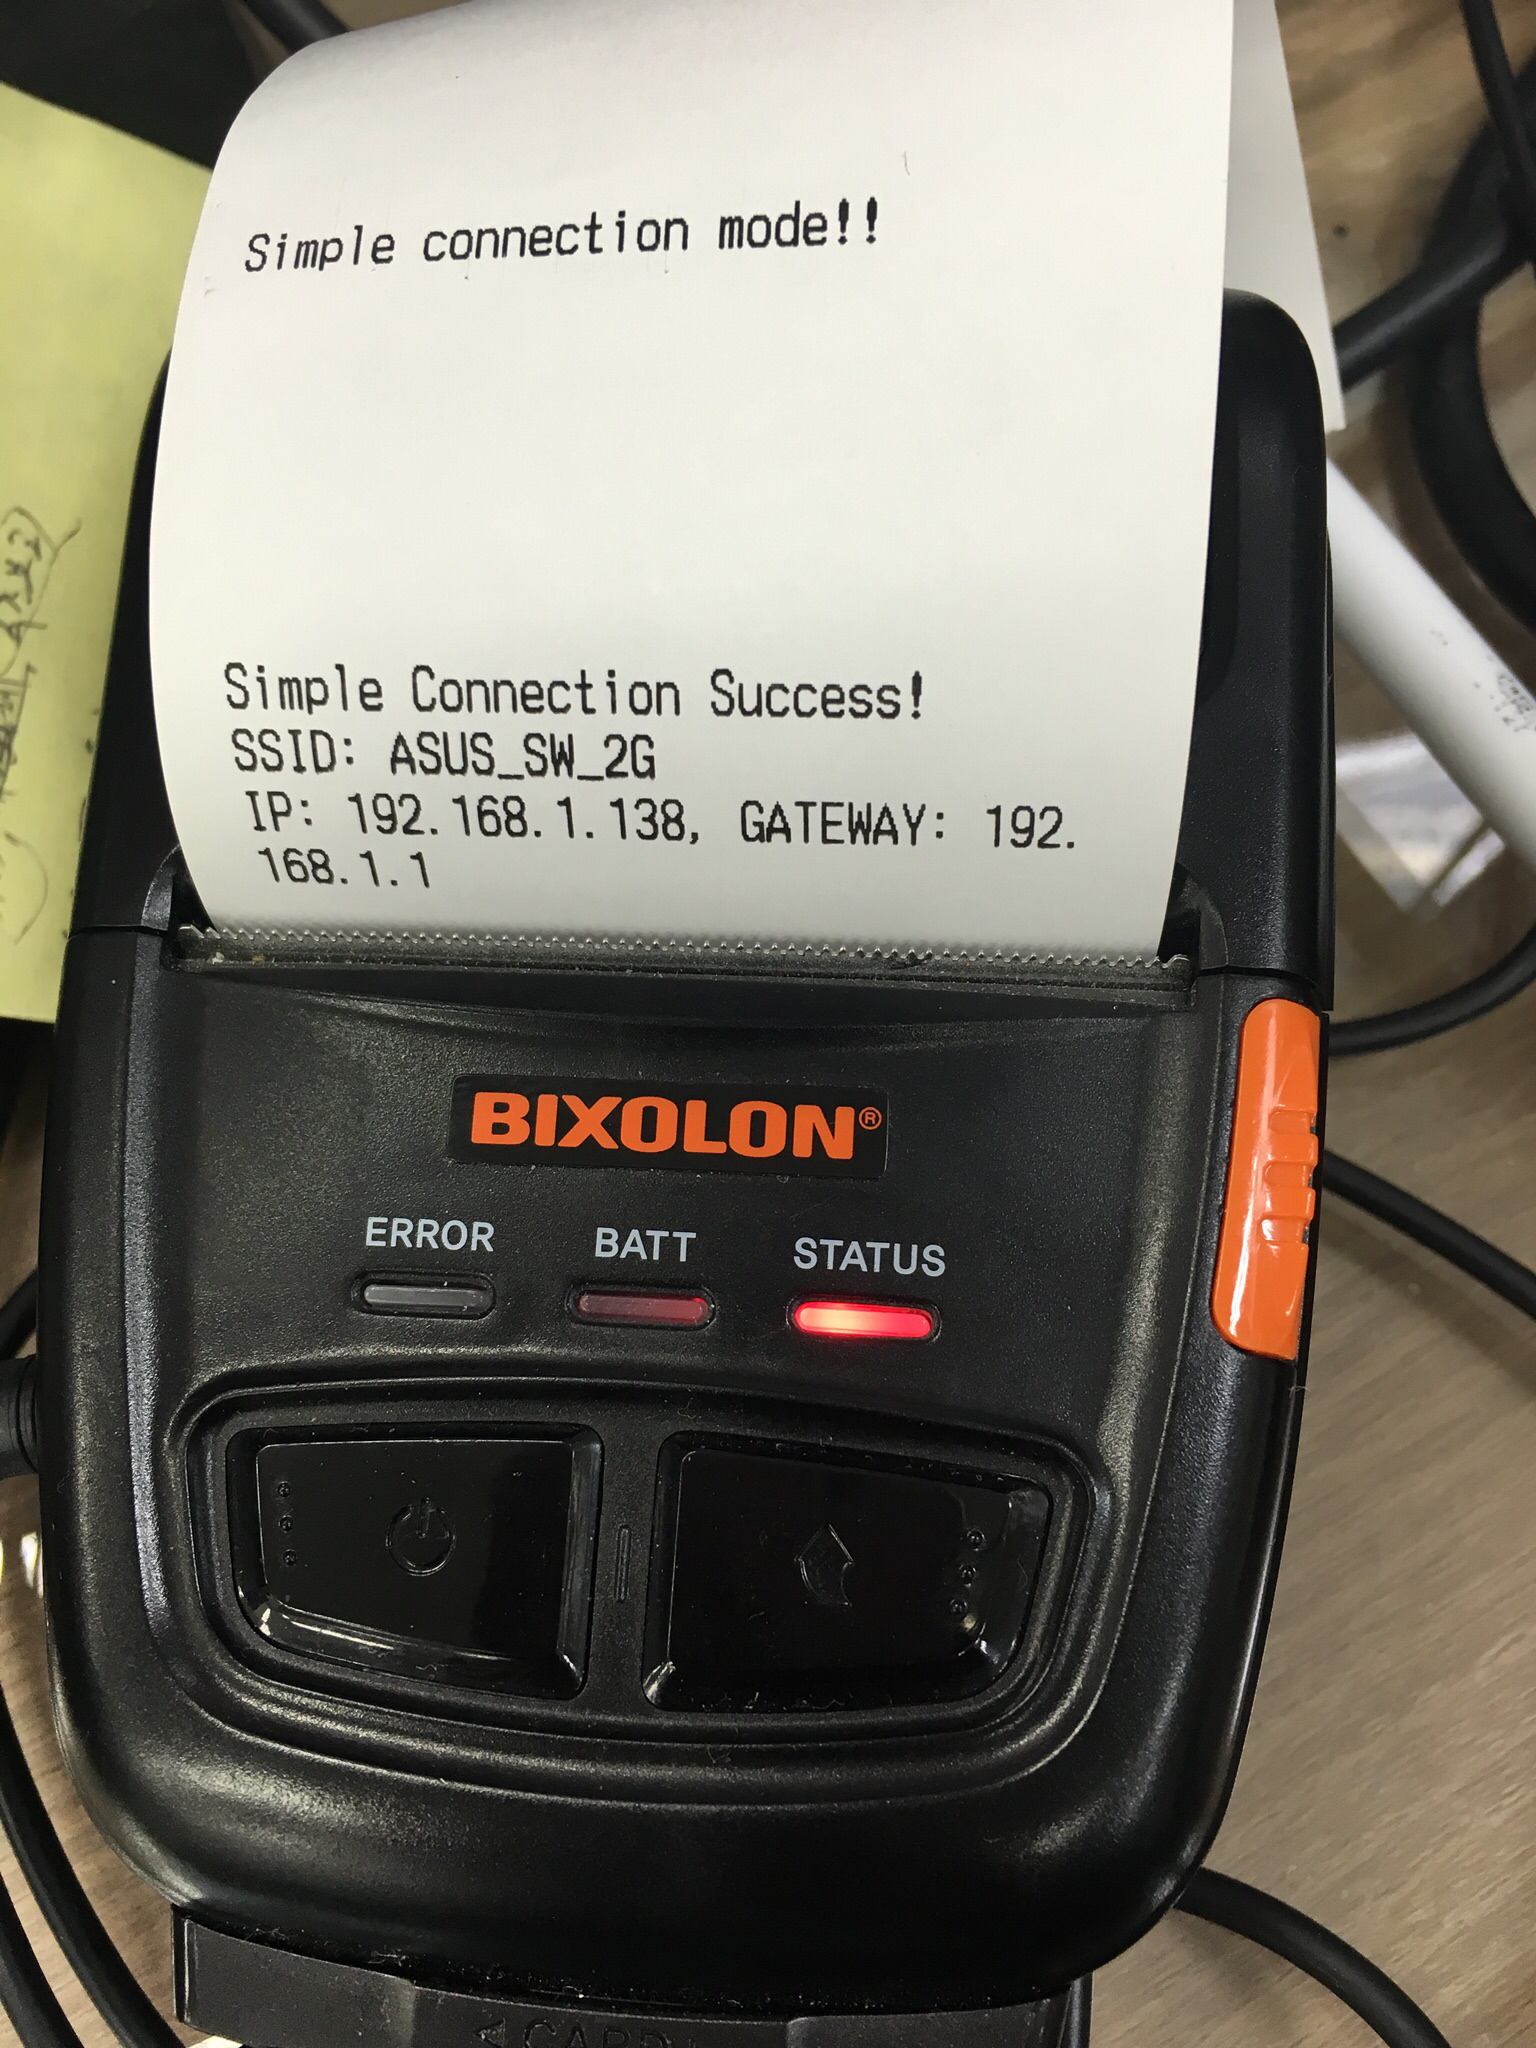 Simple connection mode!!
Simple Connection Success!
SSID: ASUS_SW_2G
IP: 192.168.1.138, GATEWAY: 192.
168.1.1
BIXOLON®
ERROR BATT STATUS
CARD